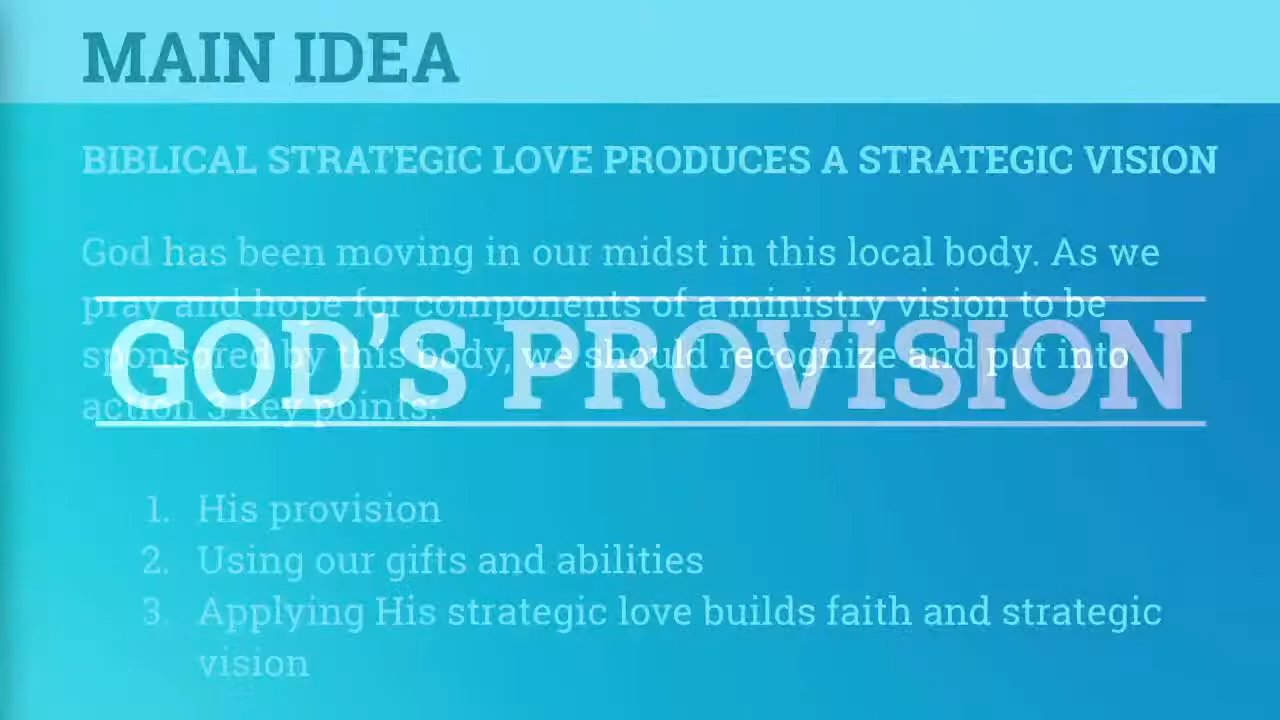 MAIN IDEA
BIBLICAL STRATEGIC LOVE PRODUCES A STRATEGIC VISION
God has been moving in our midst in this local body. As we
pray and hope for components of a ministry vision to be
GOD'S PROVISION
sponsored by this body, we should recognize and put into
action 3 key points:
1. His provision
2. Using our gifts and abilities
3. Applying His strategic love builds faith and strategic
vision